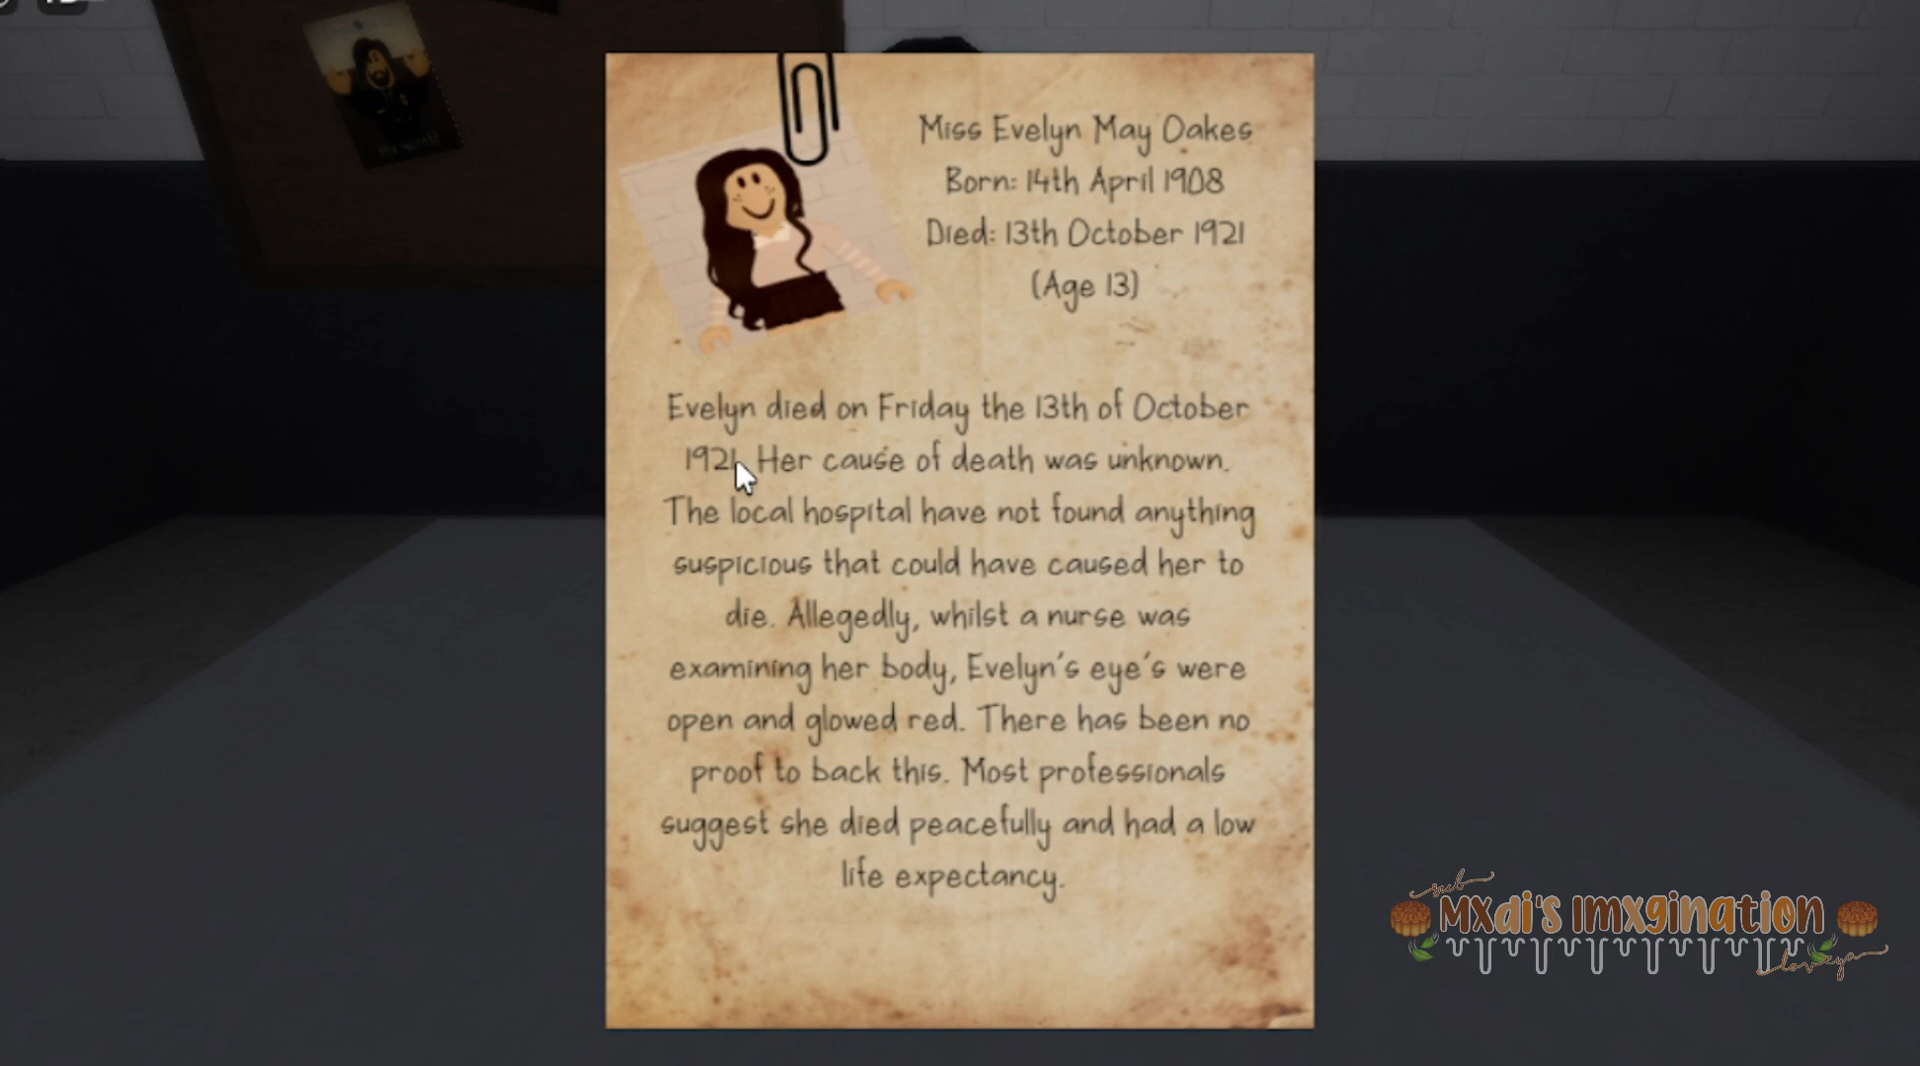 Miss Evelyn May Oakes
Born: 14th April 1908
Died: 13th October 1921
(Age 13)
Evelyn died on Friday the 13th of October
1921. Her cause of death was unknown.
The local hospital have not found anything
suspicious that could have caused her to
die. Allegedly, whilst a nurse was
examining her body, Evelyn's eye's were
open and glowed red. There has been no
proof to back this. Most professionals
suggest she died peacefully and had a low
life expectancy.
sub
Mxdi's Imxgination
love ya